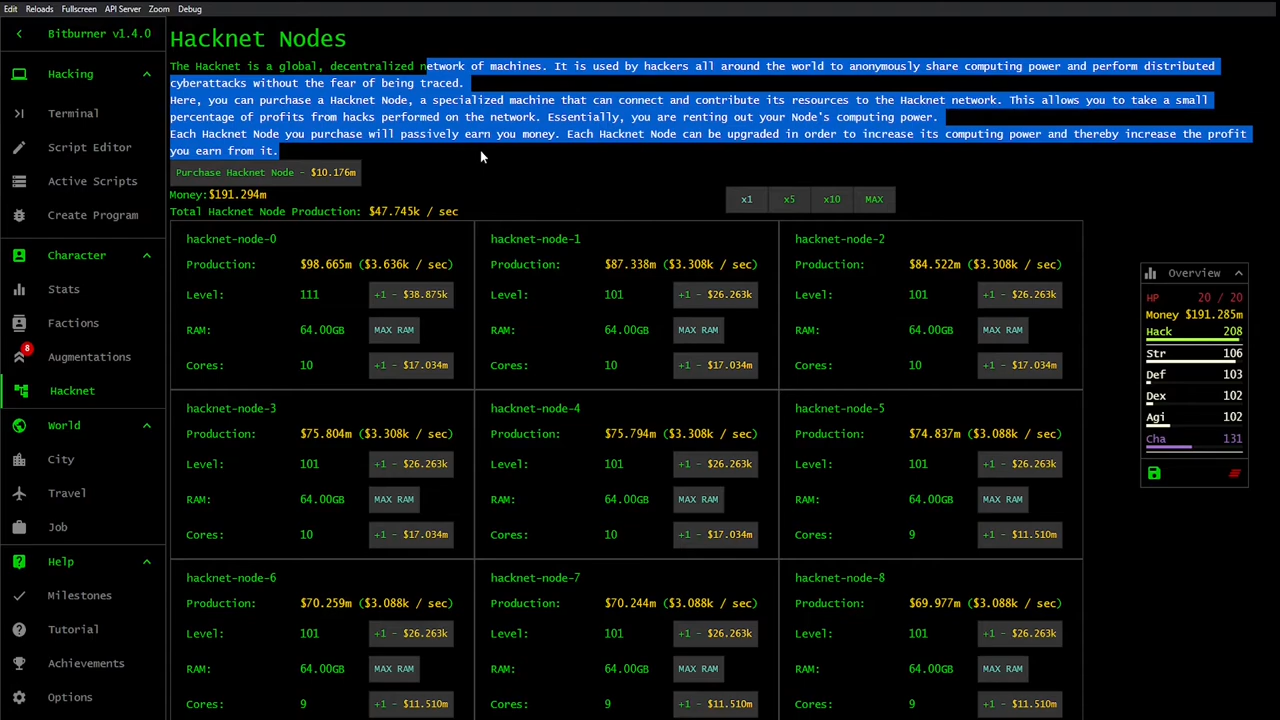 Edit Reloads Fullscreen API Server Zoom Debug
Bitburner v1.4.0
Hacking
Terminal
Script Editor
Active Scripts
Create Program
Character
Stats
Factions
8
Augmentations
Hacknet
World
City
Travel
Job
Help
Milestones
Tutorial
Achievements
Options
Hacknet Nodes
The Hacknet is a global, decentralized network of machines. It is used by hackers all around the world to anonymously share computing power and perform distributed
cyberattacks without the fear of being traced.
Here, you can purchase a Hacknet Node, a specialized machine that can connect and contribute its resources to the Hacknet network. This allows you to take a small
percentage of profits from hacks performed on the network. Essentially, you are renting out your Node's computing power.
Each Hacknet Node you purchase will passively earn you money. Each Hacknet Node can be upgraded in order to increase its computing power and thereby increase the profit
you earn from it.
Purchase Hacknet Node - $10.176m
Money:$191.294m
Total Hacknet Node Production: $47.745k / sec
x1 x5 x10 MAX
hacknet-node-0
Production: $98.665m ($3.636k / sec)
Level: 111 +1 - $38.875k
RAM: 64.00GB MAX RAM
Cores: 10 +1 - $17.034m
hacknet-node-1
Production: $87.338m ($3.308k / sec)
Level: 101 +1 - $26.263k
RAM: 64.00GB MAX RAM
Cores: 10 +1 - $17.034m
hacknet-node-2
Production: $84.522m ($3.308k / sec)
Level: 101 +1 - $26.263k
RAM: 64.00GB MAX RAM
Cores: 10 +1 - $17.034m
hacknet-node-3
Production: $75.804m ($3.308k / sec)
Level: 101 +1 - $26.263k
RAM: 64.00GB MAX RAM
Cores: 10 +1 - $17.034m
hacknet-node-4
Production: $75.794m ($3.308k / sec)
Level: 101 +1 - $26.263k
RAM: 64.00GB MAX RAM
Cores: 10 +1 - $17.034m
hacknet-node-5
Production: $74.837m ($3.088k / sec)
Level: 101 +1 - $26.263k
RAM: 64.00GB MAX RAM
Cores: 9 +1 - $11.510m
hacknet-node-6
Production: $70.259m ($3.088k / sec)
Level: 101 +1 - $26.263k
RAM: 64.00GB MAX RAM
Cores: 9 +1 - $11.510m
hacknet-node-7
Production: $70.244m ($3.088k / sec)
Level: 101 +1 - $26.263k
RAM: 64.00GB MAX RAM
Cores: 9 +1 - $11.510m
hacknet-node-8
Production: $69.977m ($3.088k / sec)
Level: 101 +1 - $26.263k
RAM: 64.00GB MAX RAM
Cores: 9 +1 - $11.510m
Overview
HP 20 / 20
Money $191.285m
Hack 208
Str 106
Def 103
Dex 102
Agi 102
Cha 131